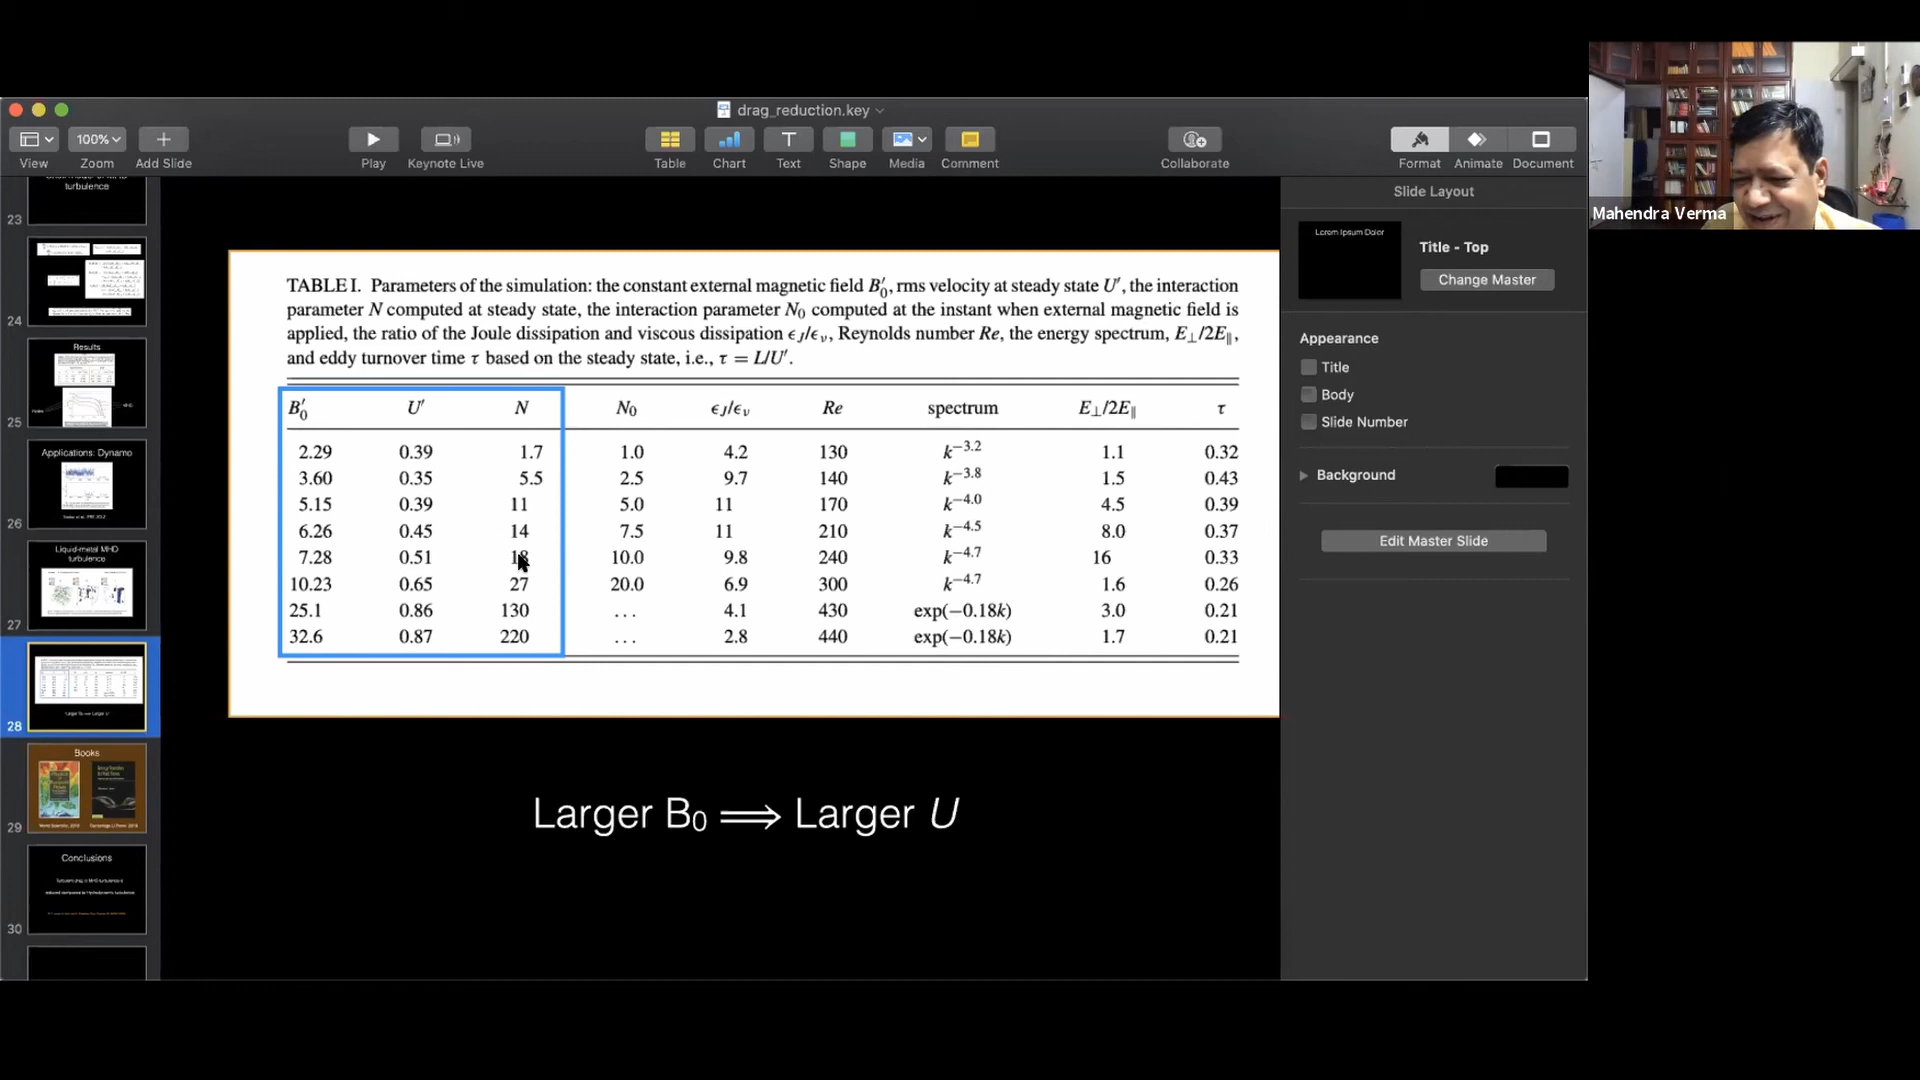 drag_reduction.key
100%
View Zoom Add Slide Play Keynote Live Table Chart Text Shape Media Comment Collaborate Format Animate Document
Mahendra Verma
turbulence
23
24
Results
25
Applications: Dynamo
26
Liquid-metal MHD
turbulence
27
28
Books
29
Conclusions
30
TABLE I. Parameters of the simulation: the constant external magnetic field B′₀, rms velocity at steady state U′, the interaction
parameter N computed at steady state, the interaction parameter N₀ computed at the instant when external magnetic field is
applied, the ratio of the Joule dissipation and viscous dissipation ϵJ/ϵν, Reynolds number Re, the energy spectrum, E⊥/2E∥,
and eddy turnover time τ based on the steady state, i.e., τ = L/U′.
B′₀ U′ N N₀ ϵJ/ϵν Re spectrum E⊥/2E∥ τ
2.29 0.39 1.7 1.0 4.2 130 k⁻³·² 1.1 0.32
3.60 0.35 5.5 2.5 9.7 140 k⁻³·⁸ 1.5 0.43
5.15 0.39 11 5.0 11 170 k⁻⁴·⁰ 4.5 0.39
6.26 0.45 14 7.5 11 210 k⁻⁴·⁵ 8.0 0.37
7.28 0.51 18 10.0 9.8 240 k⁻⁴·⁷ 16 0.33
10.23 0.65 27 20.0 6.9 300 k⁻⁴·⁷ 1.6 0.26
25.1 0.86 130 ... 4.1 430 exp(−0.18k) 3.0 0.21
32.6 0.87 220 ... 2.8 440 exp(−0.18k) 1.7 0.21
Larger B₀ ⟹ Larger U
Slide Layout
Lorem Ipsum Dolor
Title - Top
Change Master
Appearance
Title
Body
Slide Number
Background
Edit Master Slide